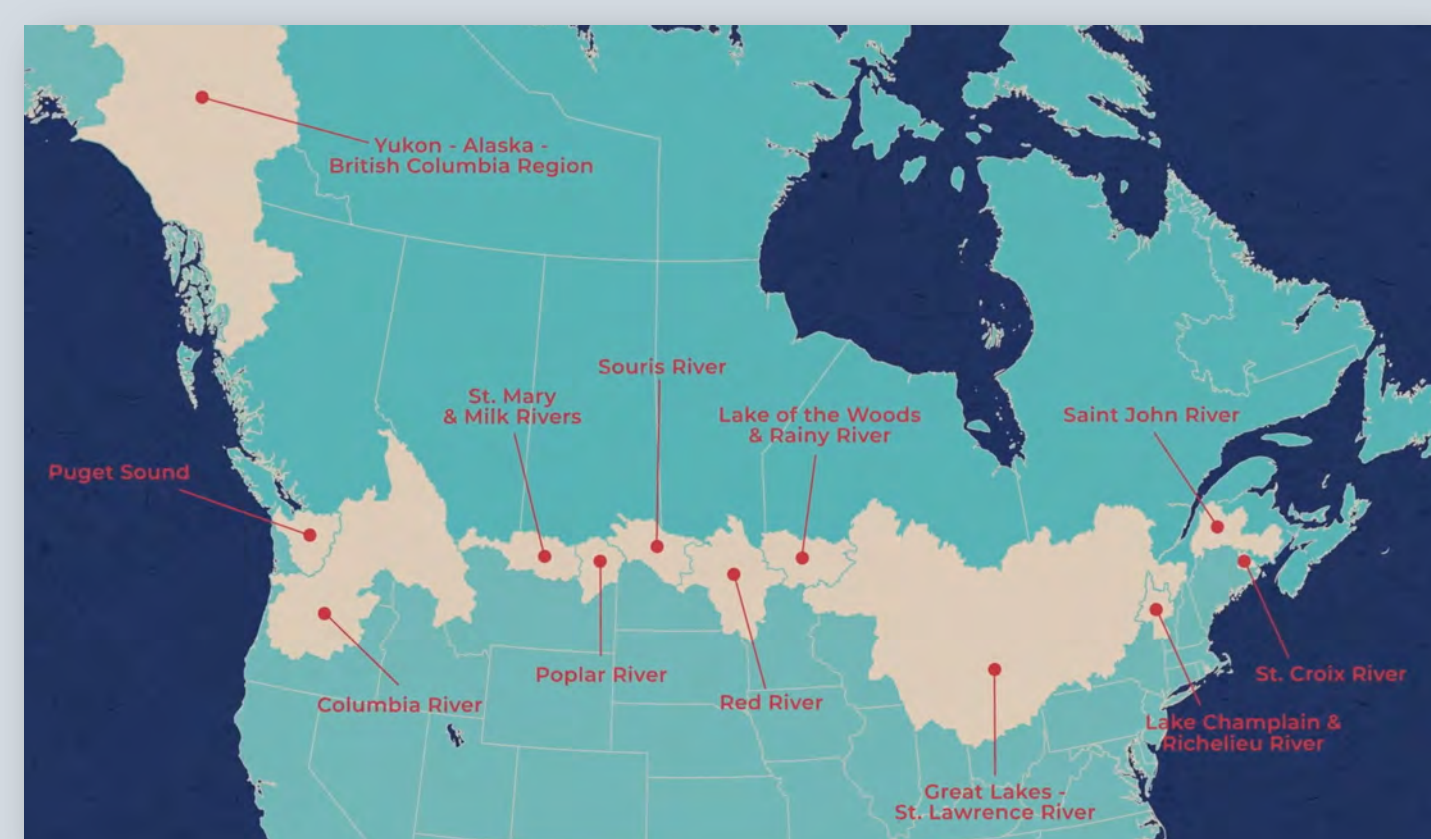 Yukon - Alaska -
British Columbia Region
Souris River
St. Mary
& Milk Rivers
Lake of the Woods
& Rainy River
Saint John River
Puget Sound
Poplar River
St. Croix River
Columbia River
Red River
Lake Champlain &
Richelieu River
Great Lakes -
St. Lawrence River